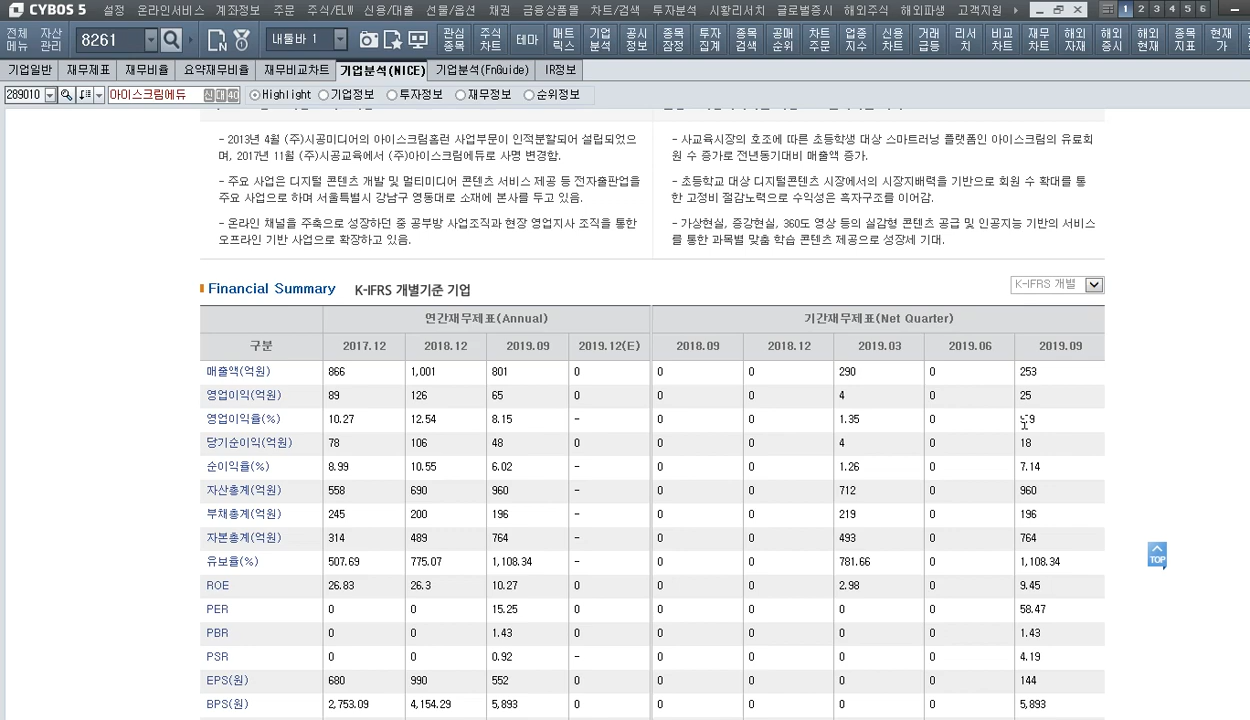 CYBOS 5 설정 온라인서비스 계좌정보 주문 주식/ELW 신용/대출 선물/옵션 채권 금융상품몰 차트/검색 투자분석 시황리서치 글로벌증시 해외주식 해외파생 고객지원 1 2 3 4 5 6
전체메뉴 자산관리 8261 내툴바 1 관심종목 주식차트 테마 매트릭스 기업분석 공시정보 종목잠정 투자집계 종목검색 공매순위 차트주문 업종지수 신용차트 거래급등 리서치 비교차트 재무차트 해외자재 해외증시 해외현재 종목지표 현재가
기업일반 재무제표 재무비율 요약재무비율 재무비교차트 기업분석(NICE) 기업분석(FnGuide) IR정보
289010 아이스크림에듀 신 대 40 Highlight 기업정보 투자정보 재무정보 순위정보
- 2013년 4월 (주)시공미디어의 아이스크림홈런 사업부문이 인적분할되어 설립되었으
며, 2017년 11월 (주)시공교육에서 (주)아이스크림에듀로 사명 변경함.
- 주요 사업은 디지털 콘텐츠 개발 및 멀티미디어 콘텐츠 서비스 제공 등 전자출판업을
주요 사업으로 하며 서울특별시 강남구 영동대로 소재에 본사를 두고 있음.
- 온라인 채널을 주축으로 성장하던 중 공부방 사업조직과 현장 영업지사 조직을 통한
오프라인 기반 사업으로 확장하고 있음.
- 사교육시장의 호조에 따른 초등학생 대상 스마트러닝 플랫폼인 아이스크림의 유료회
원 수 증가로 전년동기대비 매출액 증가.
- 초등학교 대상 디지털콘텐츠 시장에서의 시장지배력을 기반으로 회원 수 확대를 통
한 고정비 절감노력으로 수익성은 흑자구조를 이어감.
- 가상현실, 증강현실, 360도 영상 등의 실감형 콘텐츠 공급 및 인공지능 기반의 서비스
를 통한 과목별 맞춤 학습 콘텐츠 제공으로 성장세 기대.
Financial Summary K-IFRS 개별기준 기업 K-IFRS 개별
연간재무제표(Annual) 기간재무제표(Net Quarter)
구분 2017.12 2018.12 2019.09 2019.12(E) 2018.09 2018.12 2019.03 2019.06 2019.09
매출액(억원) 866 1,001 801 0 0 0 290 0 253
영업이익(억원) 89 126 65 0 0 0 4 0 25
영업이익률(%) 10.27 12.54 8.15 - 0 0 1.35 0
당기순이익(억원) 78 106 48 0 0 0 4 0 18
순이익률(%) 8.99 10.55 6.02 - 0 0 1.26 0 7.14
자산총계(억원) 558 690 960 - 0 0 712 0 960
부채총계(억원) 245 200 196 - 0 0 219 0 196
자본총계(억원) 314 489 764 - 0 0 493 0 764
유보율(%) 507.69 775.07 1,108.34 - 0 0 781.66 0 1,108.34
ROE 26.83 26.3 10.27 0 0 0 2.98 0 9.45
PER 0 0 15.25 0 0 0 0 0 58.47
PBR 0 0 1.43 0 0 0 0 0 1.43
PSR 0 0 0.92 - 0 0 0 0 4.19
EPS(원) 680 990 552 0 0 0 0 0 144
BPS(원) 2,753.09 4,154.29 5,893 0 0 0 0 0 5,893
TOP